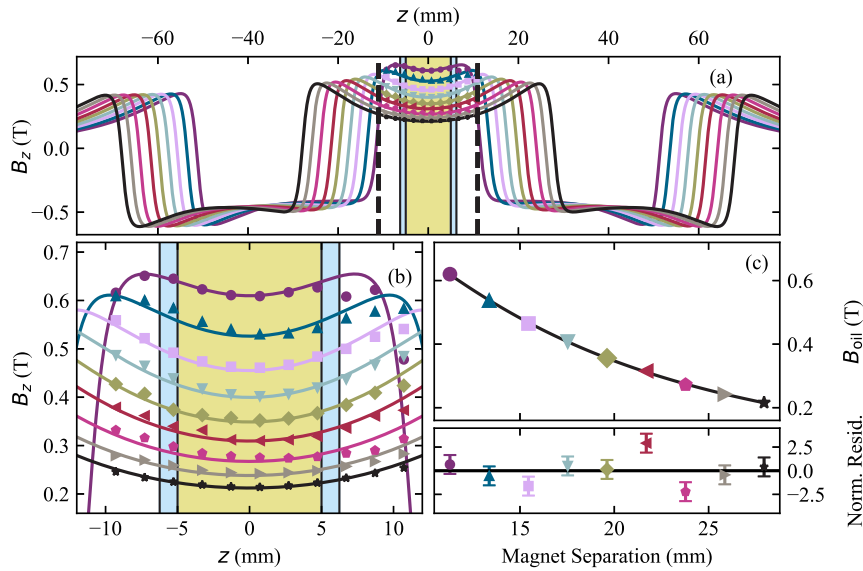 z (mm)
−60 −40 −20 0 20 40 60
(a)
0.5
0.0
−0.5
B_z (T)
(b)
0.7
0.6
0.5
0.4
0.3
0.2
B_z (T)
−10 −5 0 5 10
z (mm)
(c)
0.6
0.4
0.2
B_oil (T)
2.5
0.0
−2.5
Norm. Resid.
15 20 25
Magnet Separation (mm)